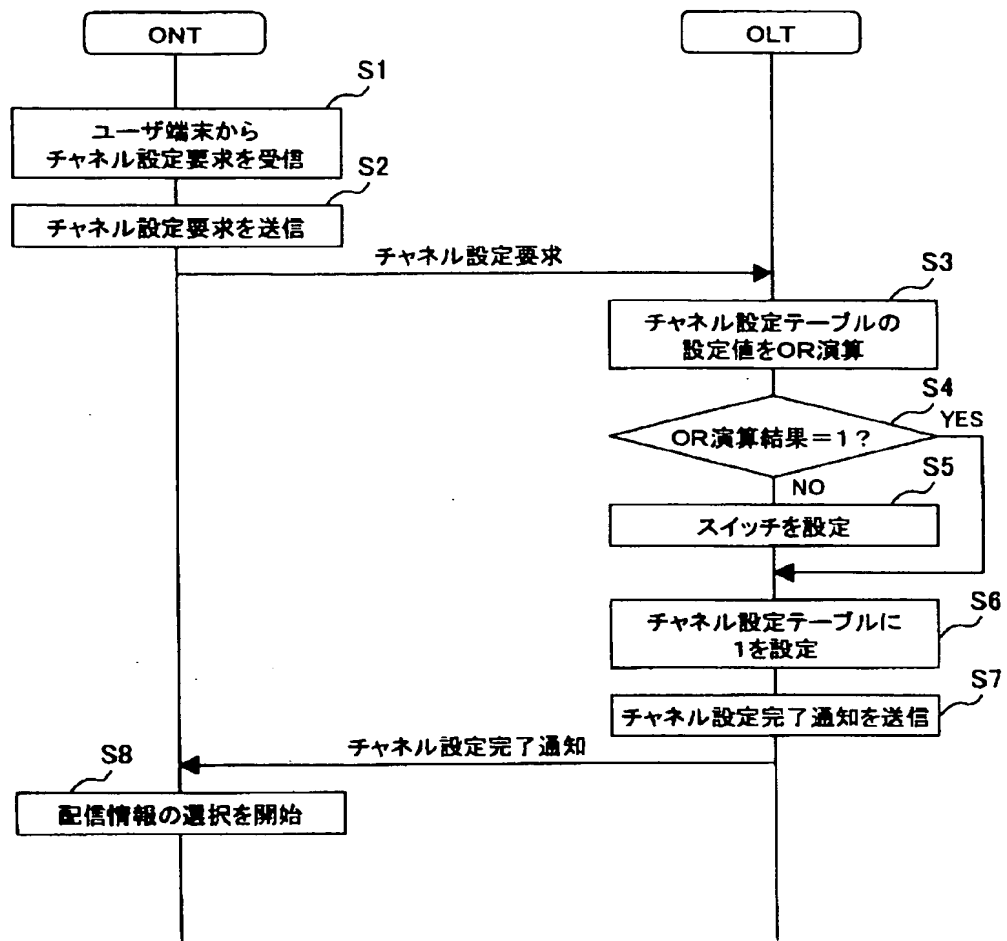 ONT
OLT
S1
ユーザ端末から
チャネル設定要求を受信
S2
チャネル設定要求を送信
チャネル設定要求
S3
チャネル設定テーブルの
設定値をOR演算
S4
OR演算結果＝1？
YES
NO
S5
スイッチを設定
S6
チャネル設定テーブルに
1を設定
S7
チャネル設定完了通知を送信
チャネル設定完了通知
S8
配信情報の選択を開始